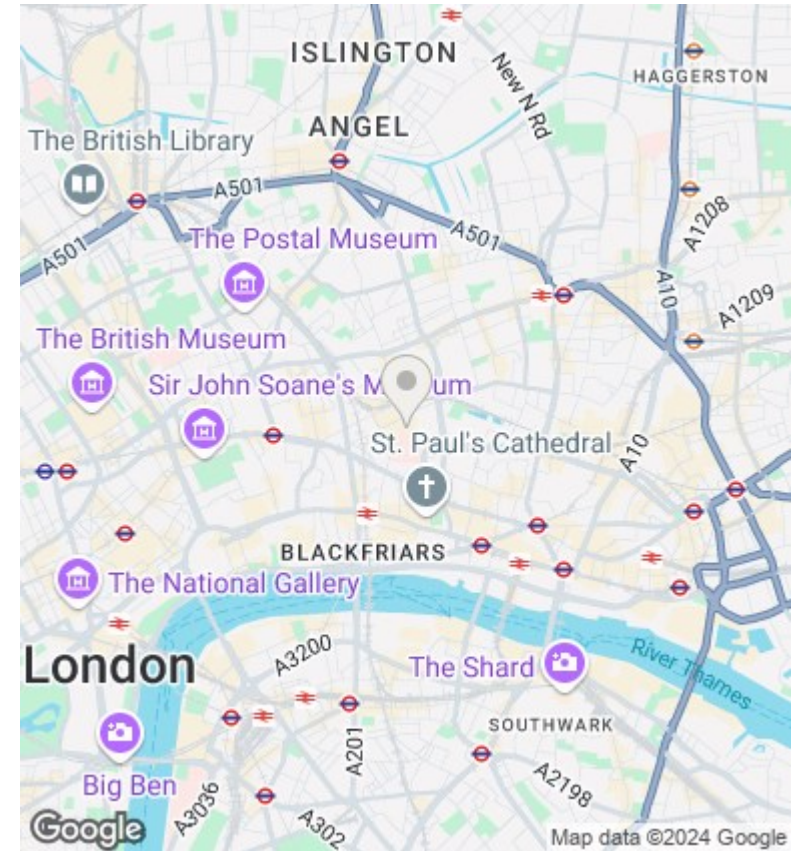 ISLINGTON
New N Rd
HAGGERSTON
ANGEL
The British Library
A501
A501
A501
A1208
The Postal Museum
A10
A1209
The British Museum
Sir John Soane's M um
St. Paul's Cathedral
A10
BLACKFRIARS
The National Gallery
London
A3200
The Shard
River Thames
SOUTHWARK
A201
Big Ben
A3036
A302
A2198
Google
Map data ©2024 Google